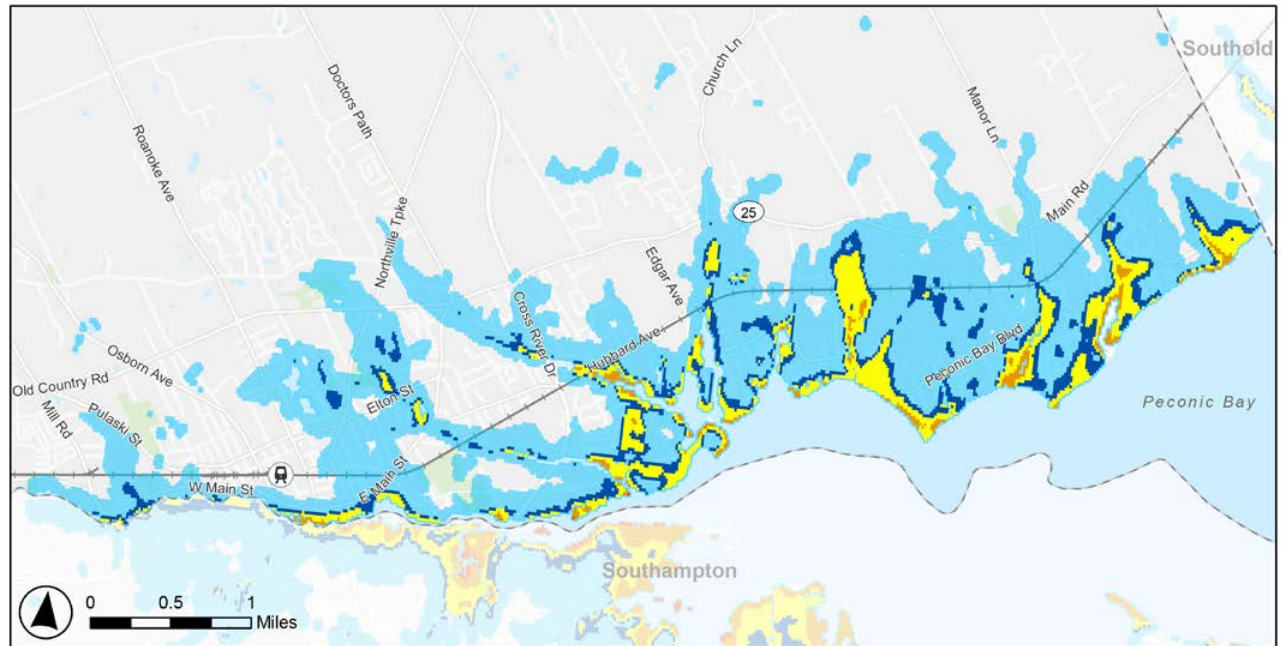 Southold
Church Ln
Doctors Path
Manor Ln
Roanoke Ave
25
Main Rd
Northville Tpke
Edgar Ave
Cross River Dr
Hubbard Ave
Osborn Ave
Peconic Bay Blvd
Old Country Rd
Elton St
Peconic Bay
Mill Rd
Pulaski St
E Main St
W Main St
Southampton
0 0.5 1
Miles